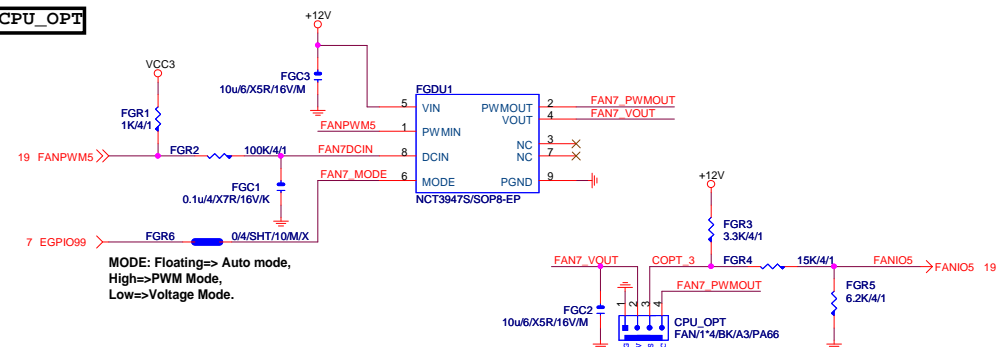 CPU_OPT
+12V
VCC3
FGC3
10u/6/X5R/16V/M
FGDU1
FGR1
1K/4/1
5
VIN
PWMOUT
2
FAN7_PWMOUT
VOUT
4
FAN7_VOUT
FANPWM5
1
PWMIN
NC
3
19 FANPWM5
FGR2
100K/4/1
FAN7DCIN
8
DCIN
NC
7
FAN7_MODE
6
MODE
PGND
9
FGC1
0.1u/4/X7R/16V/K
NCT3947S/SOP8-EP
+12V
7 EGPIO99
FGR6
0/4/SHT/10/M/X
FGR3
3.3K/4/1
MODE: Floating=> Auto mode,
High=>PWM Mode,
Low=>Voltage Mode.
FAN7_VOUT
COPT_3
FGR4
15K/4/1
FANIO5
FANIO5 19
FAN7_PWMOUT
FGR5
6.2K/4/1
FGC2
10u/6/X5R/16V/M
1
2
3
4
G
V
S
C
CPU_OPT
FAN/1*4/BK/A3/PA66